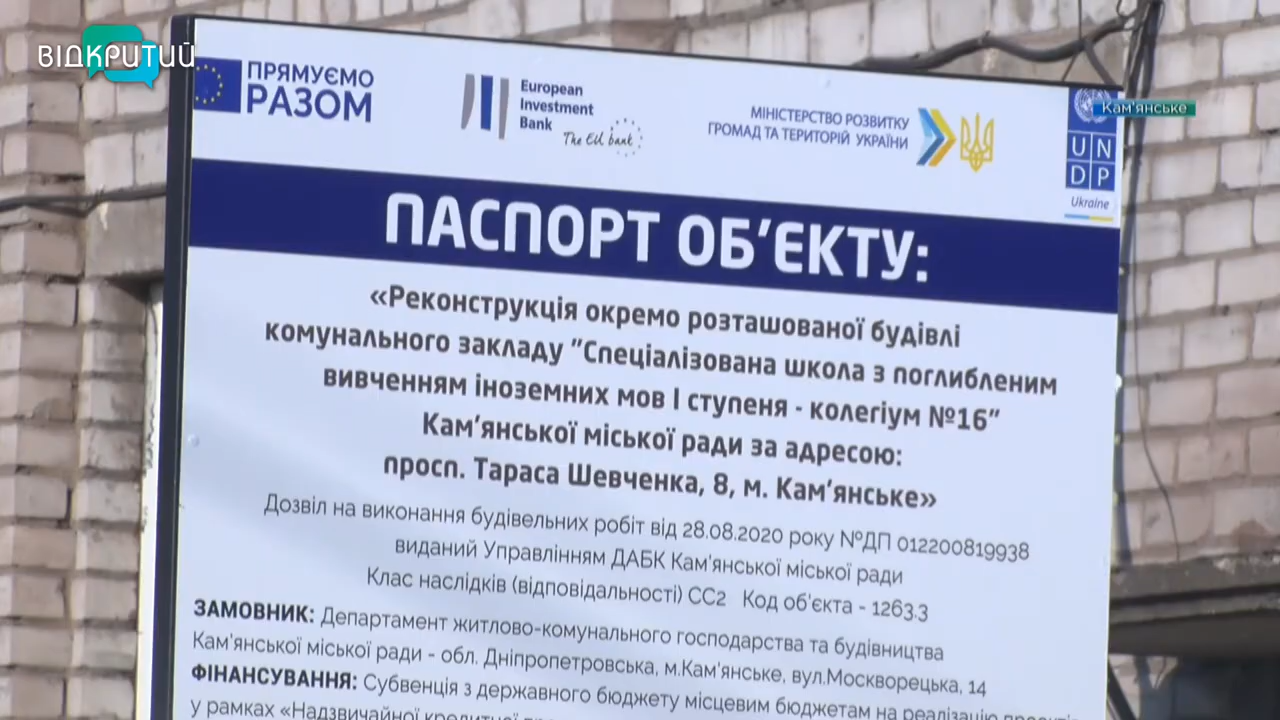 ВІДКРИТИЙ
ПРЯМУЄМО
РАЗОМ
European
Investment
Bank
The EU bank
МІНІСТЕРСТВО РОЗВИТКУ
ГРОМАД ТА ТЕРИТОРІЙ УКРАЇНИ
Кам'янське
UN
DP
Ukraine
ПАСПОРТ ОБ'ЄКТУ:
«Реконструкція окремо розташованої будівлі
комунального закладу "Спеціалізована школа з поглибленим
вивченням іноземних мов І ступеня - колегіум №16"
Кам'янської міської ради за адресою:
просп. Тараса Шевченка, 8, м. Кам'янське»
Дозвіл на виконання будівельних робіт від 28.08.2020 року №ДП 012200819938
виданий Управлінням ДАБК Кам'янської міської ради
Клас наслідків (відповідальності) СС2 Код об'єкта - 1263.3
ЗАМОВНИК: Департамент житлово-комунального господарства та будівництва
Кам'янської міської ради - обл. Дніпропетровська, м.Кам'янське, вул.Москворецька, 14
ФІНАНСУВАННЯ: Субвенція з державного бюджету місцевим бюджетам на реалізацію проєктів
у рамках «Надзвичайної кредитної